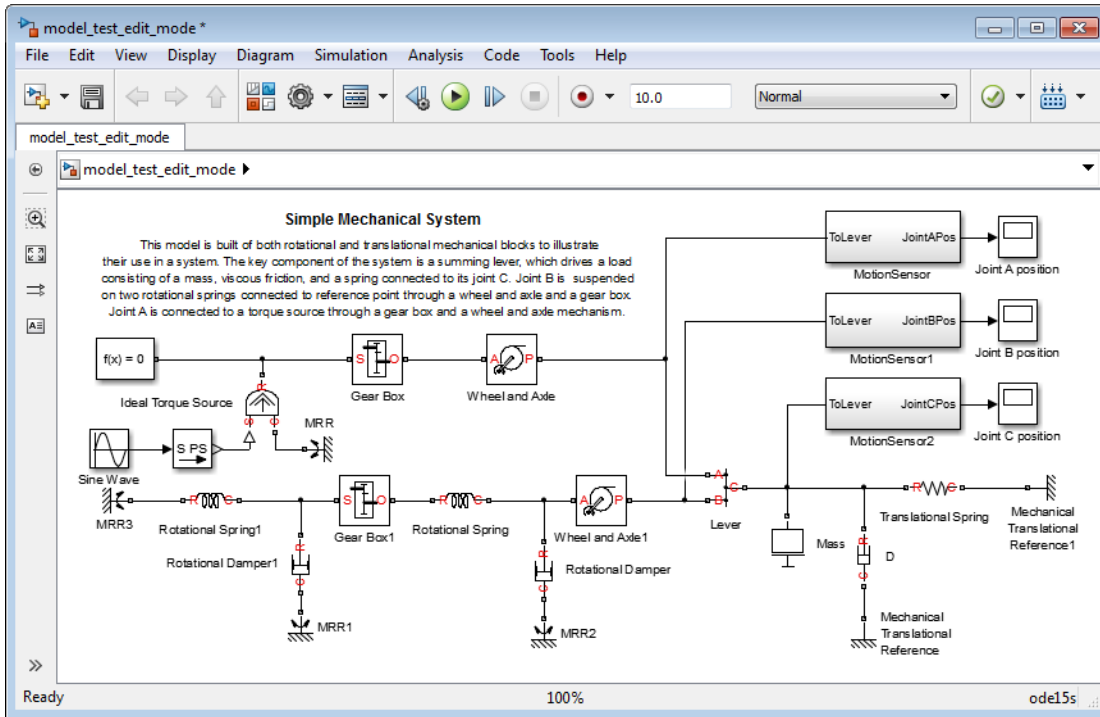 model_test_edit_mode *
File Edit View Display Diagram Simulation Analysis Code Tools Help
10.0
Normal
model_test_edit_mode
model_test_edit_mode
Simple Mechanical System
This model is built of both rotational and translational mechanical blocks to illustrate
their use in a system. The key component of the system is a summing lever, which drives a load
consisting of a mass, viscous friction, and a spring connected to its joint C. Joint B is suspended
on two rotational springs connected to reference point through a wheel and axle and a gear box.
Joint A is connected to a torque source through a gear box and a wheel and axle mechanism.
ToLever JointAPos
MotionSensor
Joint A position
ToLever JointBPos
MotionSensor1
Joint B position
ToLever JointCPos
MotionSensor2
Joint C position
f(x) = 0
S O
Gear Box
A P
Wheel and Axle
Ideal Torque Source
R
S C
MRR
S PS
Sine Wave
MRR3
R C
Rotational Spring1
S O
Gear Box1
R C
Rotational Spring
A P
Wheel and Axle1
A
B
C
Lever
Mass
R C
Translational Spring
Mechanical
Translational
Reference1
Rotational Damper1
R
C
MRR1
Rotational Damper
R
C
MRR2
R
C
D
Mechanical
Translational
Reference
Ready 100% ode15s